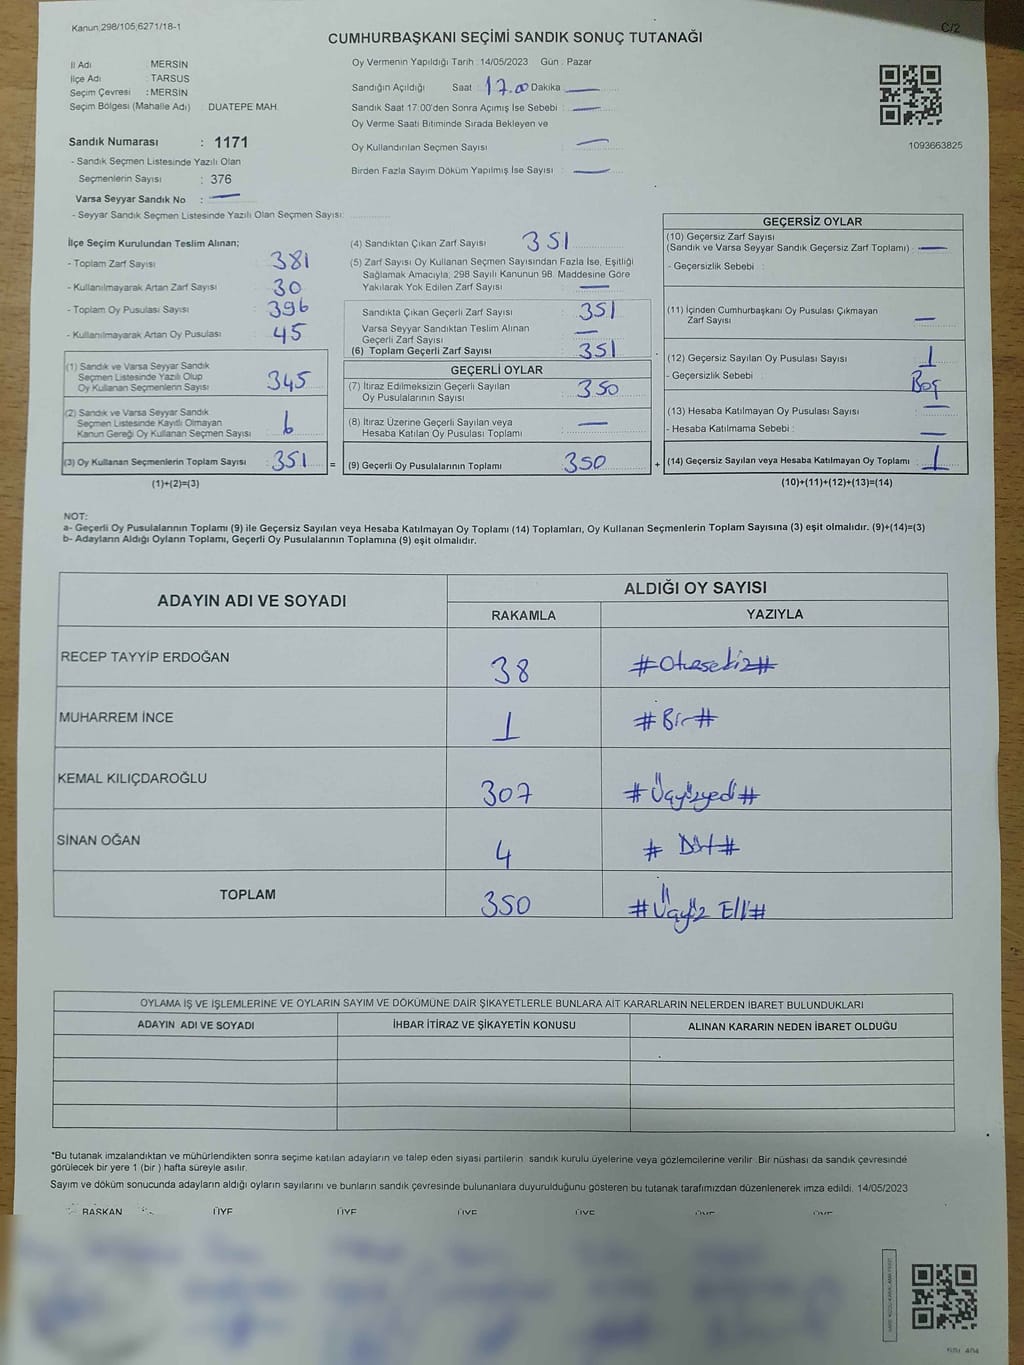 Kanun;298/105;6271/18-1
C/2
CUMHURBAŞKANI SEÇİMİ SANDIK SONUÇ TUTANAĞI
İl Adı : MERSİN
İlçe Adı : TARSUS
Seçim Çevresi : MERSİN
Seçim Bölgesi (Mahalle Adı) : DUATEPE MAH.
Sandık Numarası : 1171
- Sandık Seçmen Listesinde Yazılı Olan
Seçmenlerin Sayısı : 376
Varsa Seyyar Sandık No :
- Seyyar Sandık Seçmen Listesinde Yazılı Olan Seçmen Sayısı:
Oy Vermenin Yapıldığı Tarih :14/05/2023 Gün : Pazar
Sandığın Açıldığı Saat : 17.00 Dakika
Sandık Saat 17:00'den Sonra Açımış İse Sebebi :
Oy Verme Saati Bitiminde Sırada Bekleyen ve
Oy Kullandırılan Seçmen Sayısı :
Birden Fazla Sayım Döküm Yapılmış İse Sayısı :
1093663825
İlçe Seçim Kurulundan Teslim Alınan;
- Toplam Zarf Sayısı : 381
- Kullanılmayarak Artan Zarf Sayısı : 30
- Toplam Oy Pusulası Sayısı : 396
- Kullanılmayarak Artan Oy Pusulası : 45
(1) Sandık ve Varsa Seyyar Sandık
Seçmen Listesinde Yazılı Olup
Oy Kullanan Seçmenlerin Sayısı : 345
(2) Sandık ve Varsa Seyyar Sandık
Seçmen Listesinde Kayıtlı Olmayan
Kanun Gereği Oy Kullanan Seçmen Sayısı : 6
(3) Oy Kullanan Seçmenlerin Toplam Sayısı : 351 =
(1)+(2)=(3)
(4) Sandıktan Çıkan Zarf Sayısı : 351
(5) Zarf Sayısı Oy Kullanan Seçmen Sayısından Fazla İse, Eşitliği
Sağlamak Amacıyla; 298 Sayılı Kanunun 98. Maddesine Göre
Yakılarak Yok Edilen Zarf Sayısı :
Sandıkta Çıkan Geçerli Zarf Sayısı : 351
Varsa Seyyar Sandıktan Teslim Alınan
Geçerli Zarf Sayısı :
(6) Toplam Geçerli Zarf Sayısı : 351
GEÇERLİ OYLAR
(7) İtiraz Edilmeksizin Geçerli Sayılan
Oy Pusulalarının Sayısı : 350
(8) İtiraz Üzerine Geçerli Sayılan veya
Hesaba Katılan Oy Pusulası Toplamı :
(9) Geçerli Oy Pusulalarının Toplamı : 350 +
GEÇERSİZ OYLAR
(10) Geçersiz Zarf Sayısı
(Sandık ve Varsa Seyyar Sandık Geçersiz Zarf Toplamı) :
- Geçersizlik Sebebi :
(11) İçinden Cumhurbaşkanı Oy Pusulası Çıkmayan
Zarf Sayısı :
(12) Geçersiz Sayılan Oy Pusulası Sayısı : 1
- Geçersizlik Sebebi : Boş
(13) Hesaba Katılmayan Oy Pusulası Sayısı :
- Hesaba Katılmama Sebebi :
(14) Geçersiz Sayılan veya Hesaba Katılmayan Oy Toplamı : 1
(10)+(11)+(12)+(13)=(14)
NOT:
a- Geçerli Oy Pusulalarının Toplamı (9) ile Geçersiz Sayılan veya Hesaba Katılmayan Oy Toplamı (14) Toplamları, Oy Kullanan Seçmenlerin Toplam Sayısına (3) eşit olmalıdır. (9)+(14)=(3)
b- Adayların Aldığı Oyların Toplamı, Geçerli Oy Pusulalarının Toplamına (9) eşit olmalıdır.
ADAYIN ADI VE SOYADI
ALDIĞI OY SAYISI
RAKAMLA YAZIYLA
RECEP TAYYİP ERDOĞAN 38 #Otuzsekiz#
MUHARREM İNCE 1 #Bir#
KEMAL KILIÇDAROĞLU 307 #Üçyüzyedi#
SİNAN OĞAN 4 # Dört#
TOPLAM 350 #Üçyüz Elli#
OYLAMA İŞ VE İŞLEMLERİNE VE OYLARIN SAYIM VE DÖKÜMÜNE DAİR ŞİKAYETLERLE BUNLARA AİT KARARLARIN NELERDEN İBARET BULUNDUKLARI
ADAYIN ADI VE SOYADI İHBAR İTİRAZ VE ŞİKAYETİN KONUSU ALINAN KARARIN NEDEN İBARET OLDUĞU
*Bu tutanak imzalandıktan ve mühürlendikten sonra seçime katılan adayların ve talep eden siyasi partilerin sandık kurulu üyelerine veya gözlemcilerine verilir. Bir nüshası da sandık çevresinde
görülecek bir yere 1 (bir ) hafta süreyle asılır.
Sayım ve döküm sonucunda adayların aldığı oyların sayılarını ve bunların sandık çevresinde bulunanlara duyurulduğunu gösteren bu tutanak tarafımızdan düzenlenerek imza edildi. 14/05/2023
BAŞKAN ÜYE ÜYE ÜYE ÜYE ÜYE ÜYE